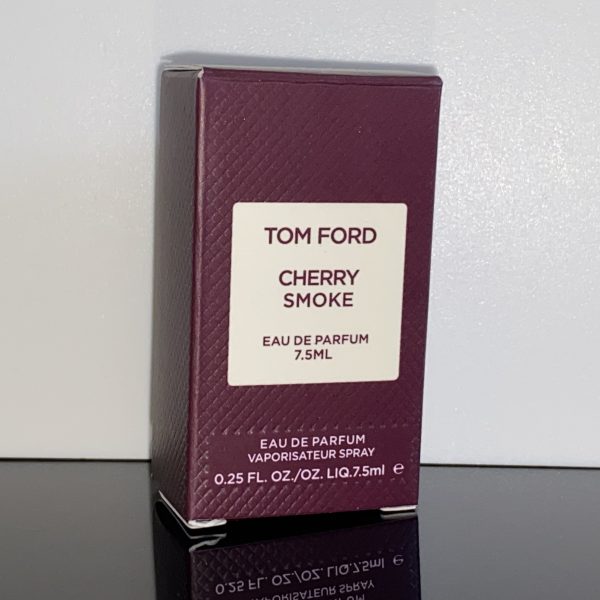 TOM FORD
CHERRY
SMOKE
EAU DE PARFUM
7.5ML
EAU DE PARFUM
VAPORISATEUR SPRAY
0.25 FL. OZ./OZ. LIQ.7.5ml ℮